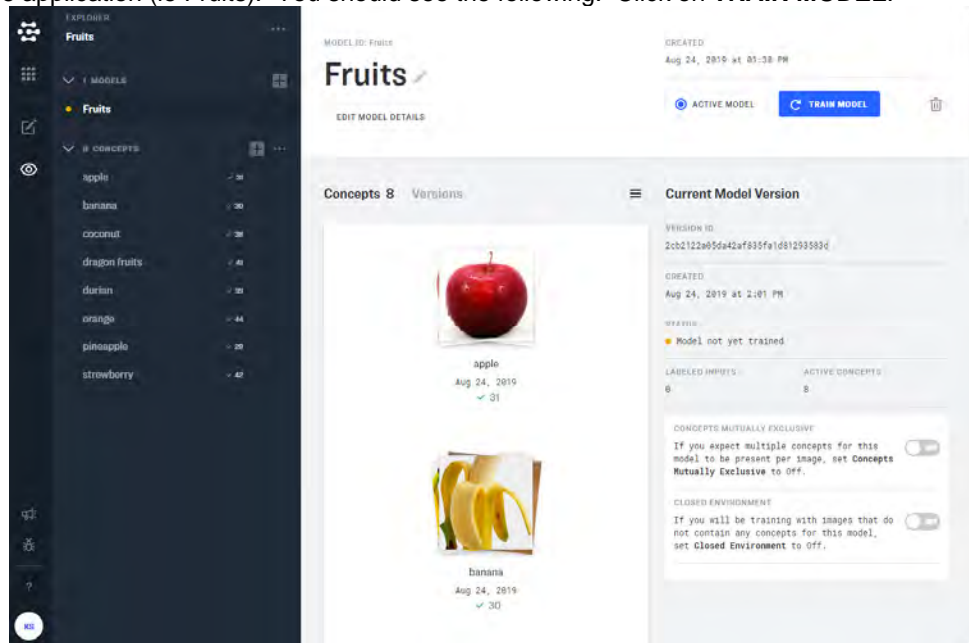 application (ie Fruits). You should see the following. Click on TRAIN MODEL.
EXPLORER
Fruits
1 MODELS
Fruits
8 CONCEPTS
apple
banana
30
coconut
dragon fruits
durian
orange
44
pineapple
29
strowborry
42
?
KS
MODEL ID: Fruits
Fruits
EDIT MODEL DETAILS
CREATED
Aug 24, 2019 at 01:38 PM
ACTIVE MODEL
TRAIN MODEL
Concepts 8 Versions
apple
Aug 24, 2019
31
banana
Aug 24, 2019
30
Current Model Version
VERSION ID
CREATED
Aug 24, 2019 at 2:01 PM
STATUS
Model not yet trained
LABELED INPUTS ACTIVE CONCEPTS
0 8
CONCEPTS MUTUALLY EXCLUSIVE
If you expect multiple concepts for this
model to be present per image, set Concepts
Mutually Exclusive to Off.
CLOSED ENVIRONMENT
If you will be training with images that do
not contain any concepts for this model,
set Closed Environment to Off.